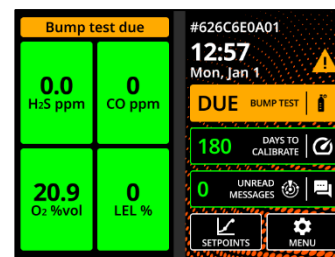 Bump test due
0.0
H₂S ppm
0
CO ppm
20.9
O₂ %vol
0
LEL %
#626C6E0A01
12:57
Mon, Jan 1
DUE BUMP TEST
180 DAYS TO
CALIBRATE
0 UNREAD
MESSAGES
SETPOINTS
MENU